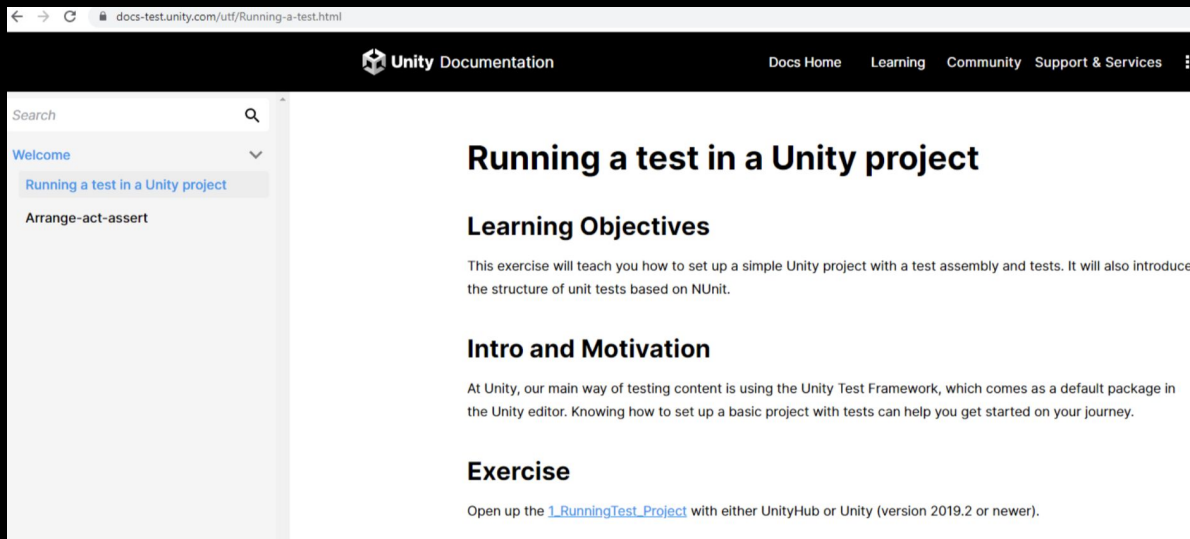 docs-test.unity.com/utf/Running-a-test.html
Unity Documentation
Docs Home Learning Community Support & Services
Search
Welcome
Running a test in a Unity project
Arrange-act-assert
Running a test in a Unity project
Learning Objectives
This exercise will teach you how to set up a simple Unity project with a test assembly and tests. It will also introduce
the structure of unit tests based on NUnit.
Intro and Motivation
At Unity, our main way of testing content is using the Unity Test Framework, which comes as a default package in
the Unity editor. Knowing how to set up a basic project with tests can help you get started on your journey.
Exercise
Open up the 1_RunningTest_Project with either UnityHub or Unity (version 2019.2 or newer).